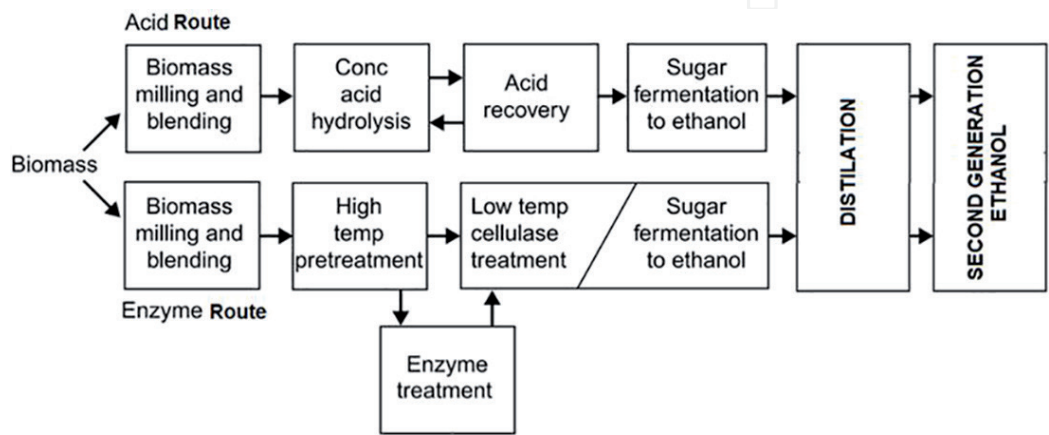 Acid Route
Biomass
milling and
blending
Conc
acid
hydrolysis
Acid
recovery
Sugar
fermentation
to ethanol
DISTILATION
SECOND GENERATION
ETHANOL
Biomass
Biomass
milling and
blending
High
temp
pretreatment
Low temp
cellulase
treatment
Sugar
fermentation
to ethanol
Enzyme Route
Enzyme
treatment